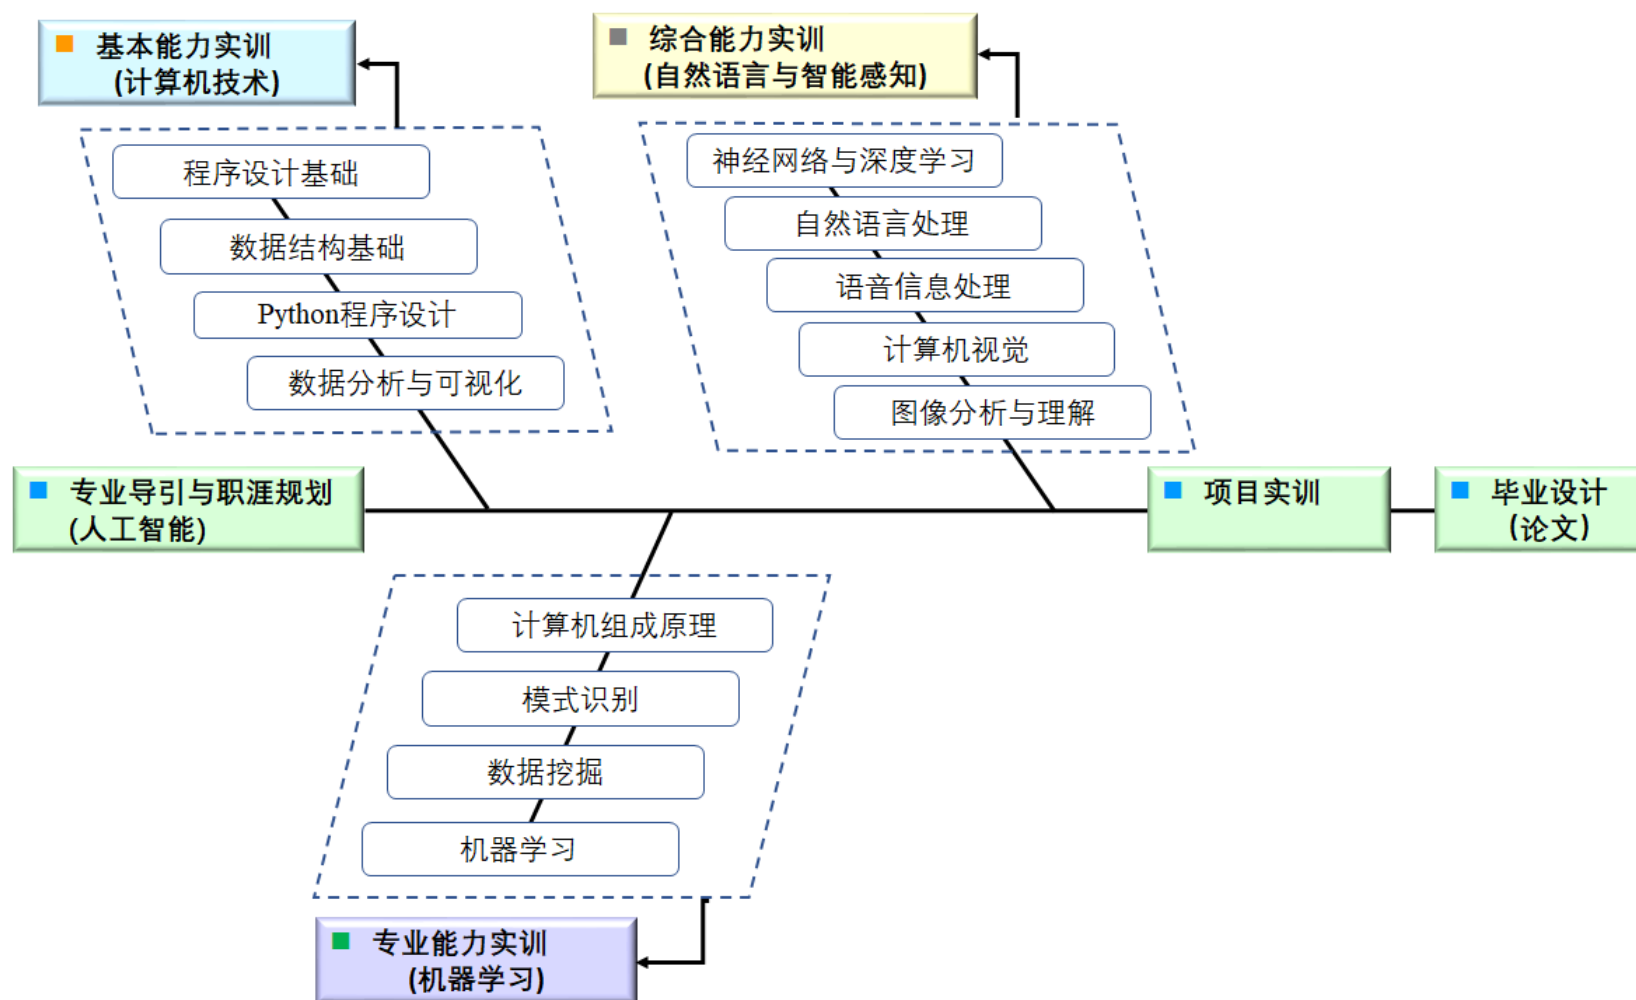 基本能力实训
(计算机技术)
综合能力实训
(自然语言与智能感知)
程序设计基础
数据结构基础
Python程序设计
数据分析与可视化
神经网络与深度学习
自然语言处理
语音信息处理
计算机视觉
图像分析与理解
专业导引与职涯规划
(人工智能)
项目实训
毕业设计
(论文)
计算机组成原理
模式识别
数据挖掘
机器学习
专业能力实训
(机器学习)